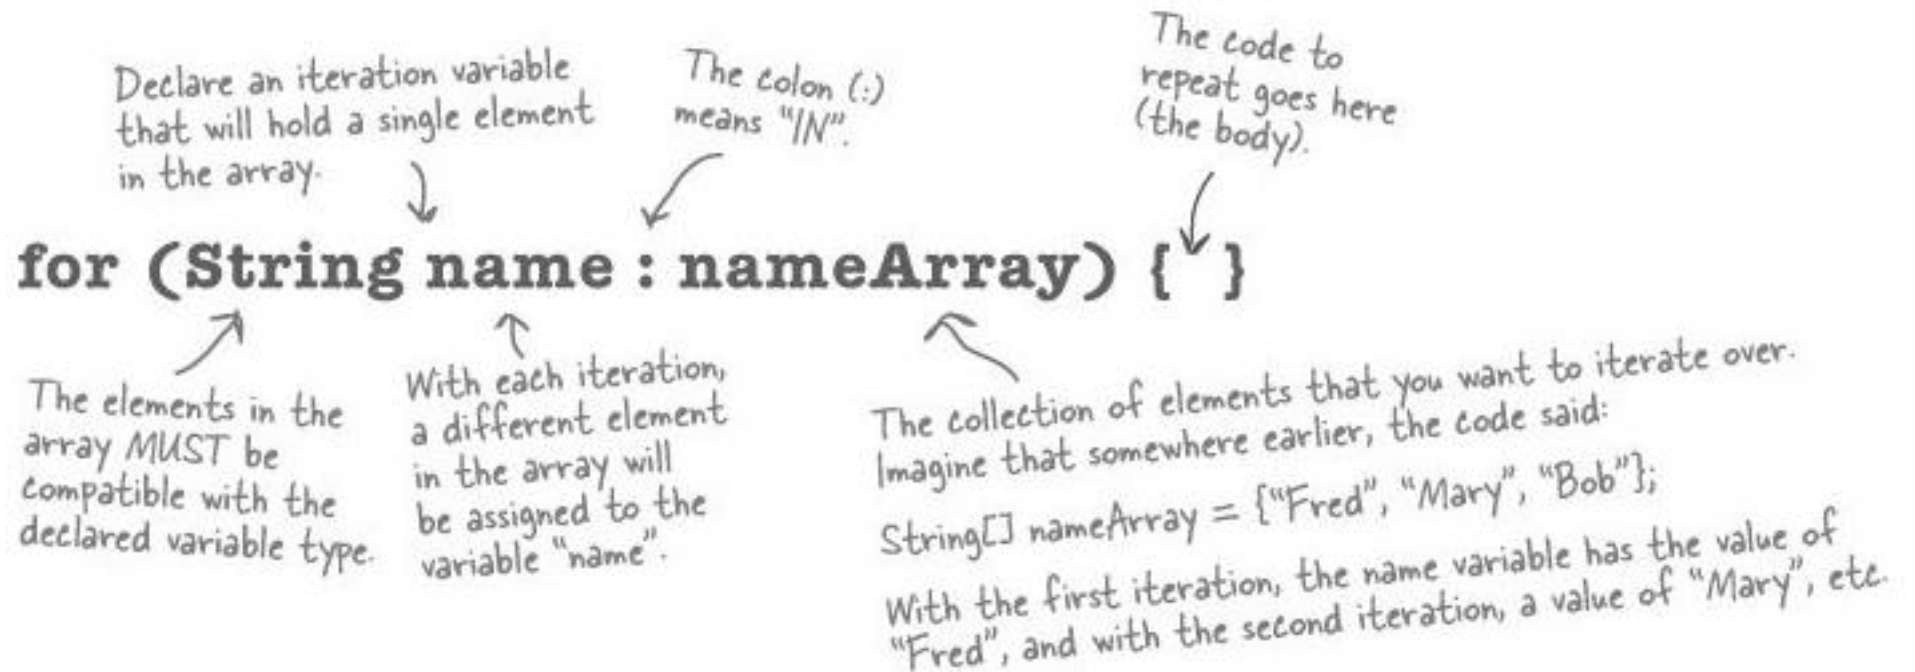 Declare an iteration variable
that will hold a single element
in the array.
The colon (:)
means "IN".
The code to
repeat goes here
(the body).
for (String name : nameArray) { }
The elements in the
array MUST be
compatible with the
declared variable type.
With each iteration,
a different element
in the array will
be assigned to the
variable "name".
The collection of elements that you want to iterate over.
Imagine that somewhere earlier, the code said:
String[] nameArray = {"Fred", "Mary", "Bob"};
With the first iteration, the name variable has the value of
"Fred", and with the second iteration, a value of "Mary", etc.